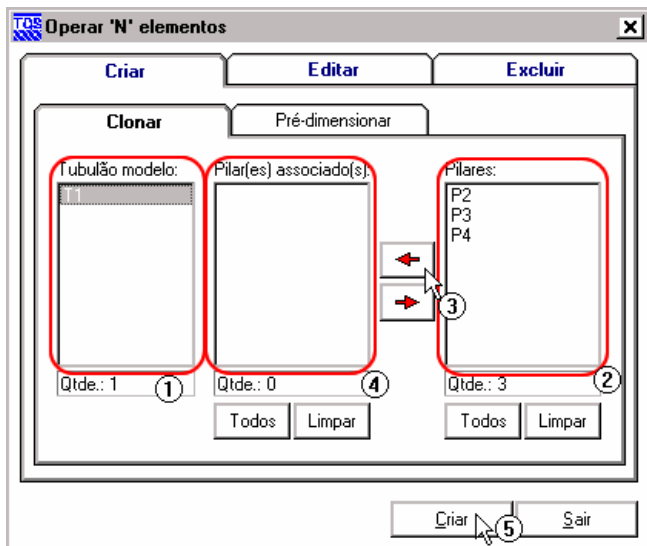 TQS Operar 'N' elementos
Criar Editar Excluir
Clonar Pré-dimensionar
Tubulão modelo: Pilar(es) associado(s): Pilares:
T1
P2
P3
P4
3
Qtde.: 1 1 Qtde.: 0 4 Qtde.: 3 2
Todos Limpar Todos Limpar
Criar 5 Sair